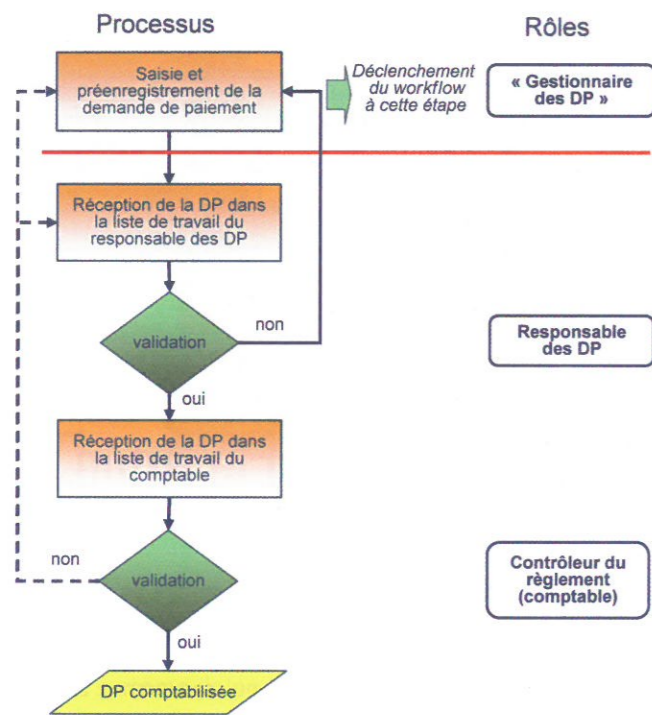 Processus
Rôles
Saisie et
préenregistrement de la
demande de paiement
Déclenchement
du workflow
à cette étape
« Gestionnaire
des DP »
Réception de la DP dans
la liste de travail du
responsable des DP
validation
non
oui
Responsable
des DP
Réception de la DP dans
la liste de travail du
comptable
non
validation
oui
Contrôleur du
règlement
(comptable)
DP comptabilisée